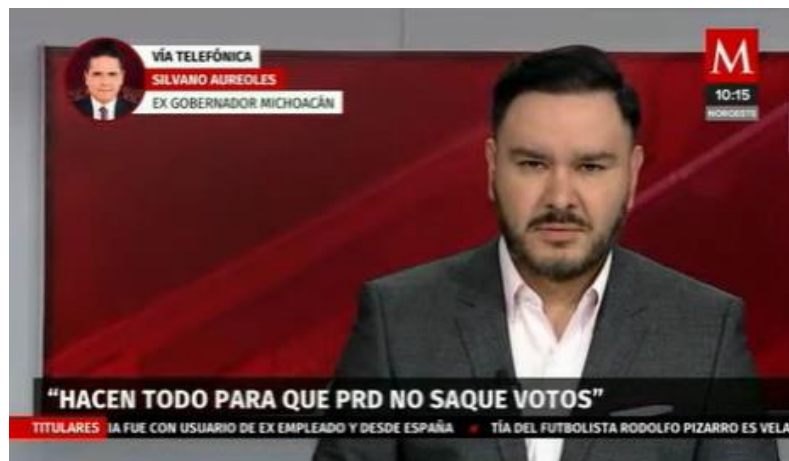 VÍA TELEFÓNICA
SILVANO AUREOLES
EX GOBERNADOR MICHOACÁN
M
10:15
NOROESTE
“HACEN TODO PARA QUE PRD NO SAQUE VOTOS”
TITULARES IA FUE CON USUARIO DE EX EMPLEADO Y DESDE ESPAÑA TÍA DEL FUTBOLISTA RODOLFO PIZARRO ES VELA